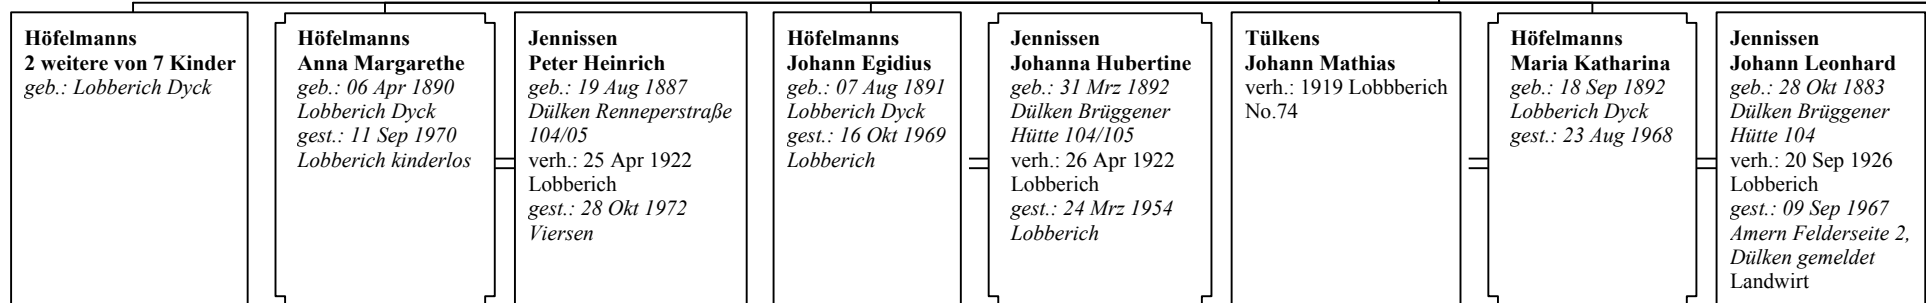 Höfelmanns
2 weitere von 7 Kinder
geb.: Lobberich Dyck
Höfelmanns
Anna Margarethe
geb.: 06 Apr 1890
Lobberich Dyck
gest.: 11 Sep 1970
Lobberich kinderlos
Jennissen
Peter Heinrich
geb.: 19 Aug 1887
Dülken Renneperstraße
104/05
verh.: 25 Apr 1922
Lobberich
gest.: 28 Okt 1972
Viersen
Höfelmanns
Johann Egidius
geb.: 07 Aug 1891
Lobberich Dyck
gest.: 16 Okt 1969
Lobberich
Jennissen
Johanna Hubertine
geb.: 31 Mrz 1892
Dülken Brüggener
Hütte 104/105
verh.: 26 Apr 1922
Lobberich
gest.: 24 Mrz 1954
Lobberich
Tülkens
Johann Mathias
verh.: 1919 Lobbberich
No.74
Höfelmanns
Maria Katharina
geb.: 18 Sep 1892
Lobberich Dyck
gest.: 23 Aug 1968
Jennissen
Johann Leonhard
geb.: 28 Okt 1883
Dülken Brüggener
Hütte 104
verh.: 20 Sep 1926
Lobberich
gest.: 09 Sep 1967
Amern Felderseite 2,
Dülken gemeldet
Landwirt